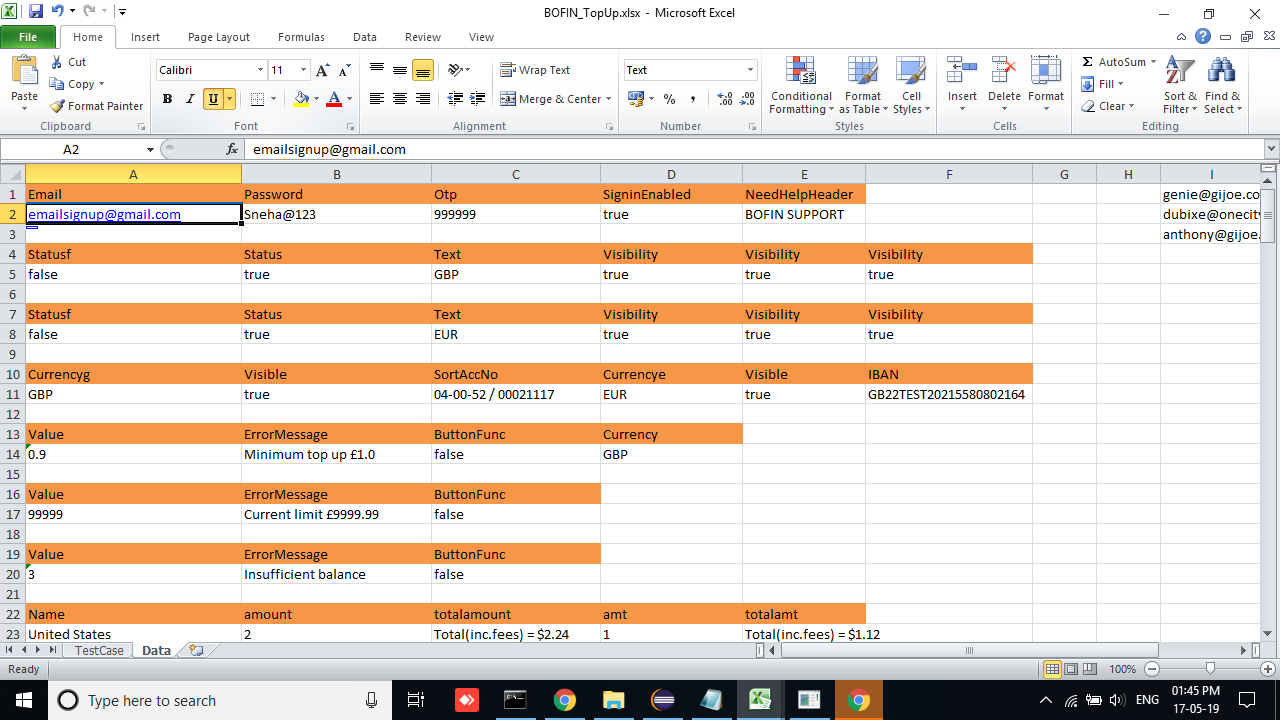 BOFIN_TopUp.xlsx - Microsoft Excel
File Home Insert Page Layout Formulas Data Review View
Paste Cut Copy Format Painter
Calibri 11
B I U
Wrap Text
Merge & Center
Text
Conditional Formatting Format as Table Cell Styles
Insert Delete Format
AutoSum Fill Clear
Sort & Filter Find & Select
Clipboard Font Alignment Number Styles Cells Editing
A2 fx emailsignup@gmail.com
A B C D E F G H I
1 Email Password Otp SigninEnabled NeedHelpHeader genie@gijoe.co
2 emailsignup@gmail.com Sneha@123 999999 true BOFIN SUPPORT dubixe@onecit
3 anthony@gijoe.
4 Statusf Status Text Visibility Visibility Visibility
5 false true GBP true true true
6
7 Statusf Status Text Visibility Visibility Visibility
8 false true EUR true true true
9
10 Currencyg Visible SortAccNo Currencye Visible IBAN
11 GBP true 04-00-52 / 00021117 EUR true GB22TEST20215580802164
12
13 Value ErrorMessage ButtonFunc Currency
14 0.9 Minimum top up £1.0 false GBP
15
16 Value ErrorMessage ButtonFunc
17 99999 Current limit £9999.99 false
18
19 Value ErrorMessage ButtonFunc
20 3 Insufficient balance false
21
22 Name amount totalamount amt totalamt
23 United States 2 Total(inc.fees) = $2.24 1 Total(inc.fees) = $1.12
TestCase Data
Ready 100%
Type here to search
ENG
01:45 PM
17-05-19